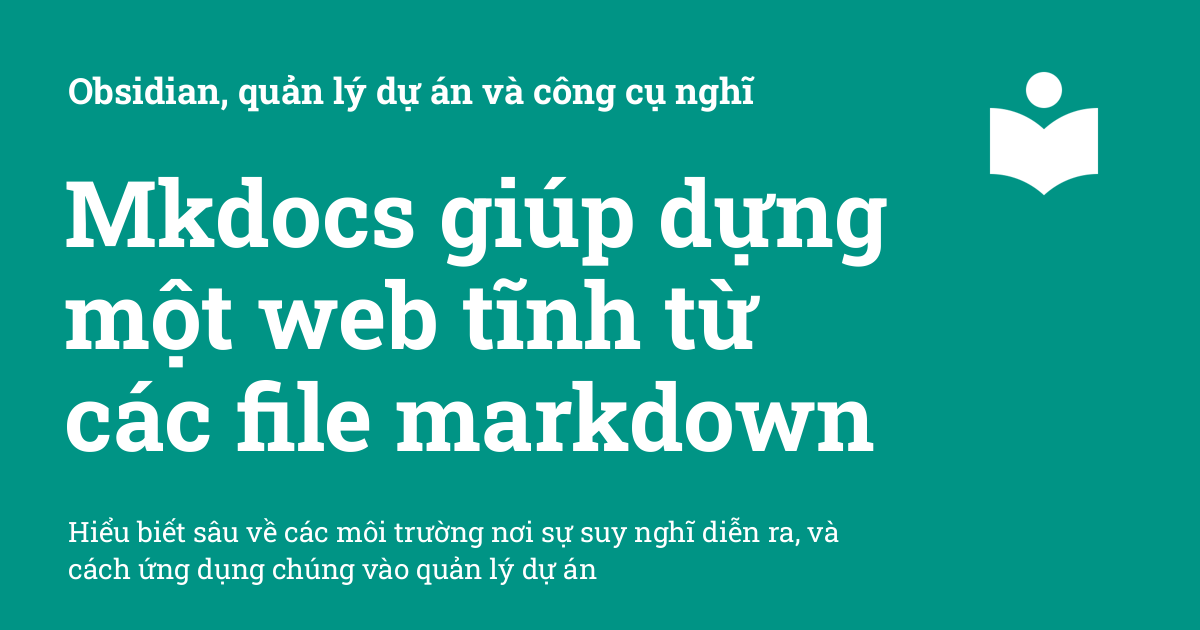 Obsidian, quản lý dự án và công cụ nghĩ
Mkdocs giúp dựng
một web tĩnh từ
các file markdown
Hiểu biết sâu về các môi trường nơi sự suy nghĩ diễn ra, và
cách ứng dụng chúng vào quản lý dự án